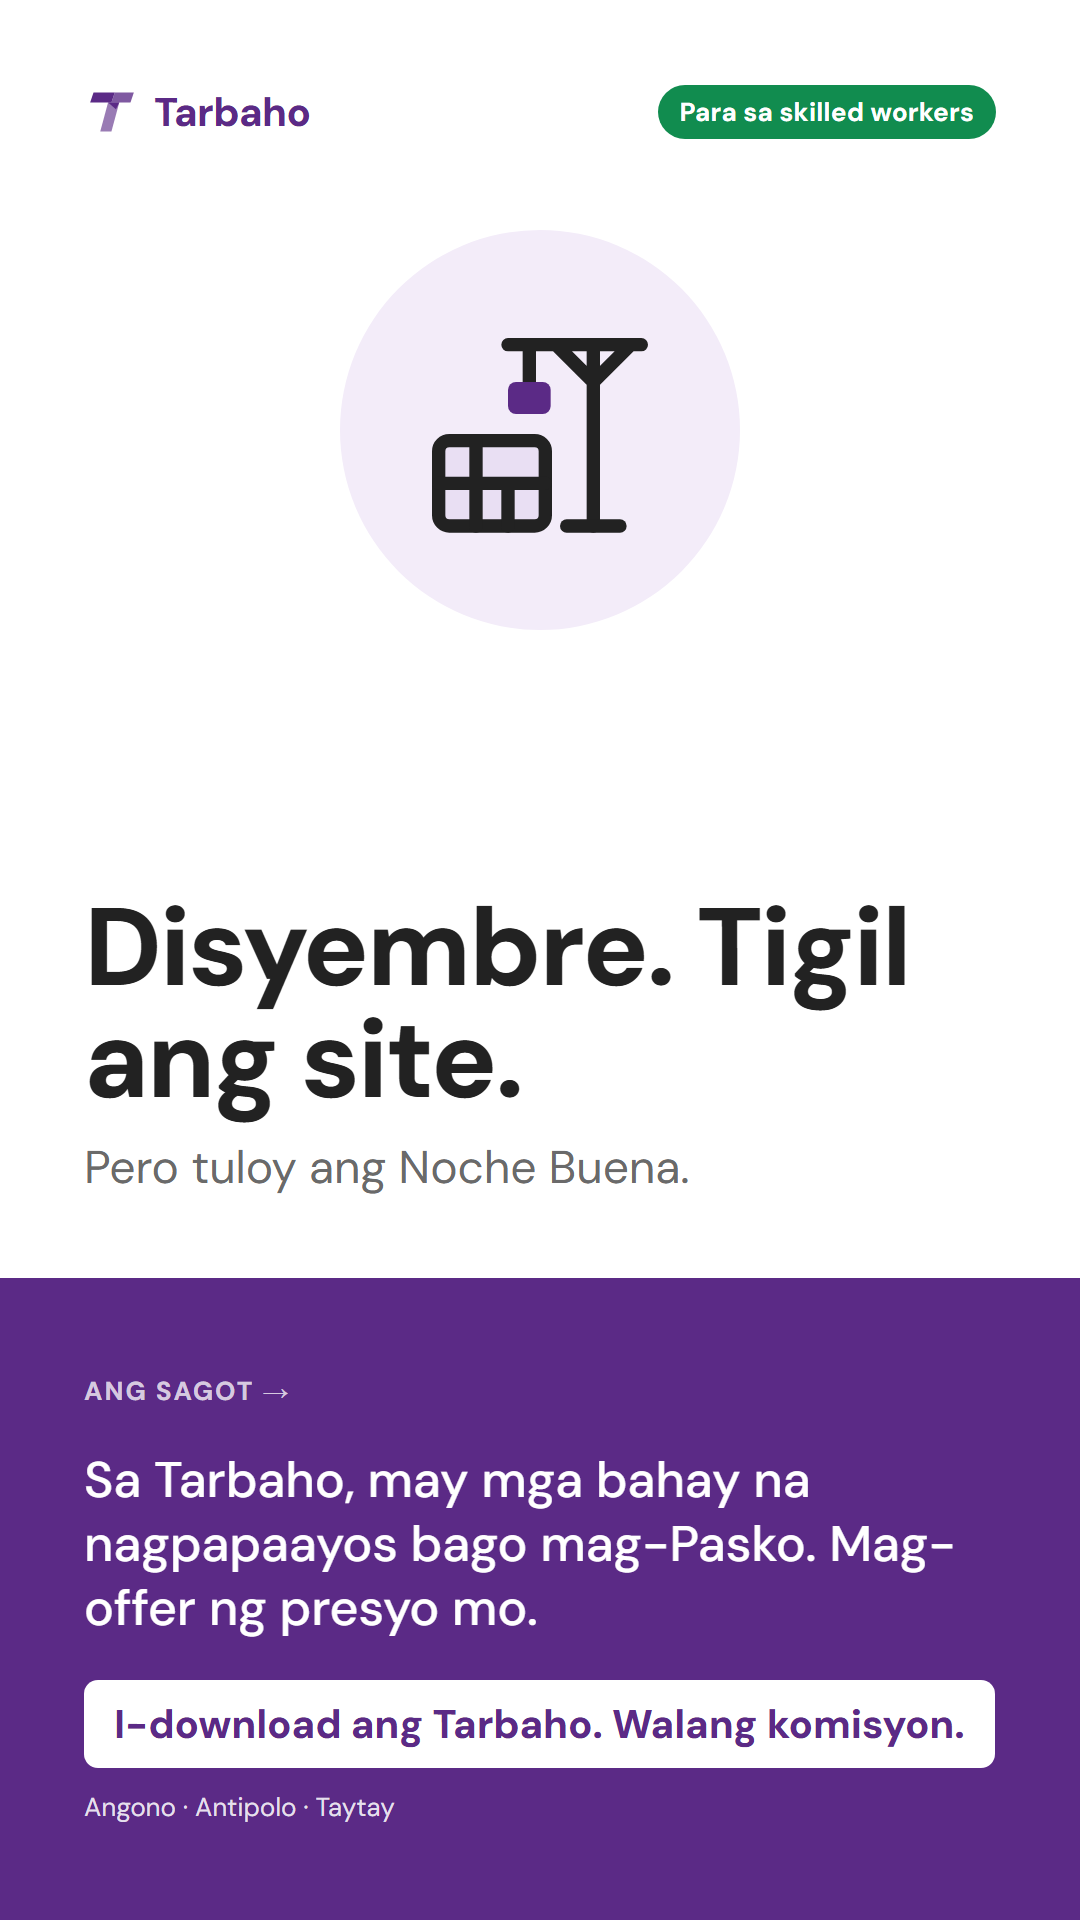 Tarbaho
Para sa skilled workers
Disyembre. Tigil
ang site.
Pero tuloy ang Noche Buena.
ANG SAGOT →
Sa Tarbaho, may mga bahay na
nagpapaayos bago mag-Pasko. Mag-
offer ng presyo mo.
I-download ang Tarbaho. Walang komisyon.
Angono · Antipolo · Taytay